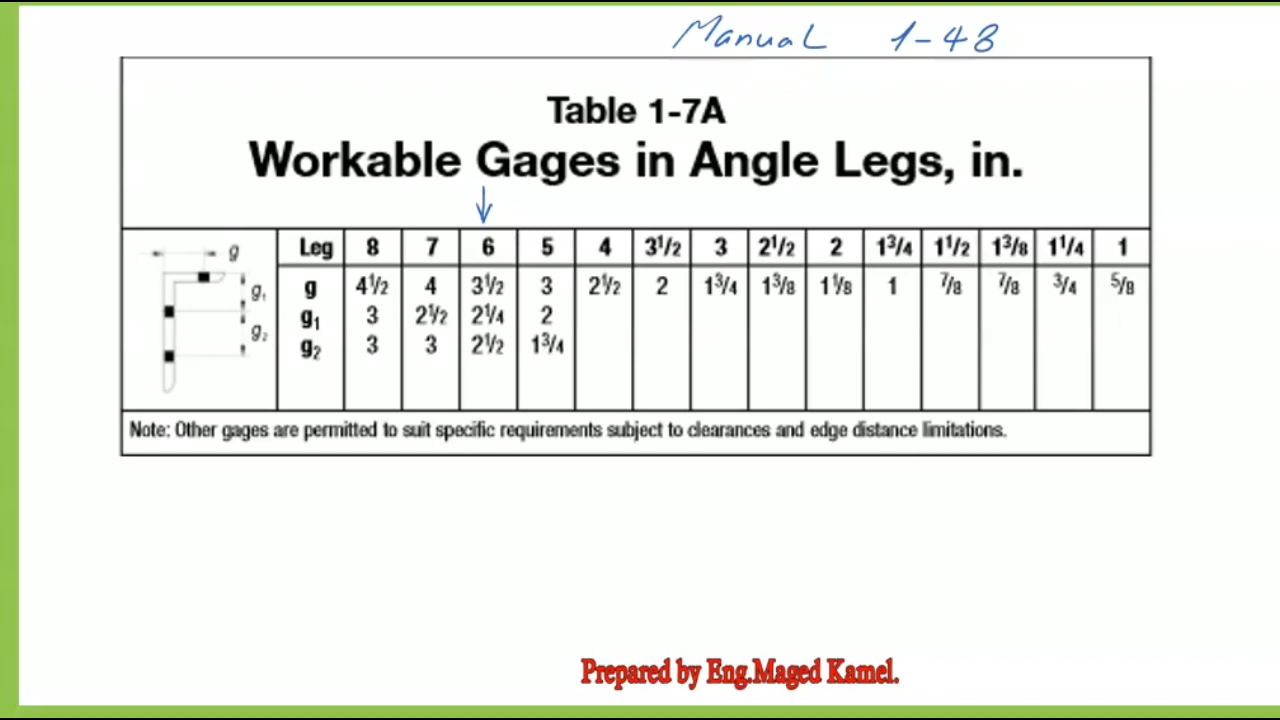 Manual 1-48
Table 1-7A
Workable Gages in Angle Legs, in.
g
g₁
g₂
Leg 8 7 6 5 4 3½ 3 2½ 2 1¾ 1½ 1⅜ 1¼ 1
g 4½ 4 3½ 3 2½ 2 1¾ 1⅜ 1⅛ 1 ⅞ ⅞ ¾ ⅝
g₁ 3 2½ 2¼ 2
g₂ 3 3 2½ 1¾
Note: Other gages are permitted to suit specific requirements subject to clearances and edge distance limitations.
Prepared by Eng.Maged Kamel.